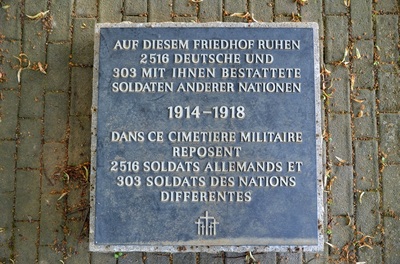 AUF DIESEM FRIEDHOF RUHEN
2516 DEUTSCHE UND
303 MIT IHNEN BESTATTETE
SOLDATEN ANDERER NATIONEN
1914-1918
DANS CE CIMETIERE MILITAIRE
REPOSENT
2516 SOLDATS ALLEMANDS ET
303 SOLDATS DES NATIONS
DIFFERENTES